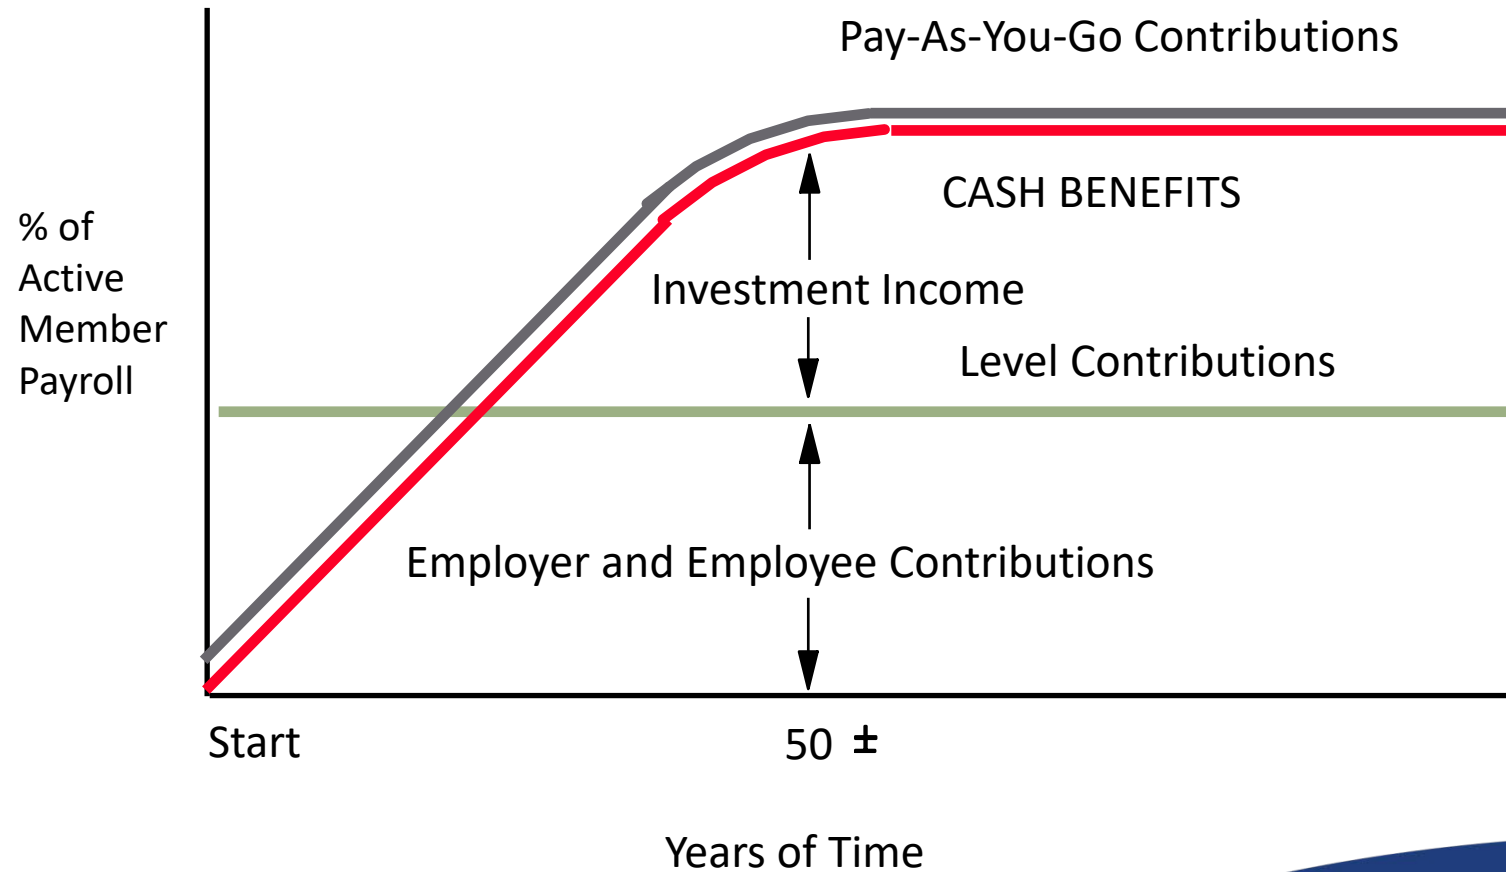 Pay-As-You-Go Contributions
CASH BENEFITS
% of
Active
Member
Payroll
Investment Income
Level Contributions
Employer and Employee Contributions
Start
50 ±
Years of Time